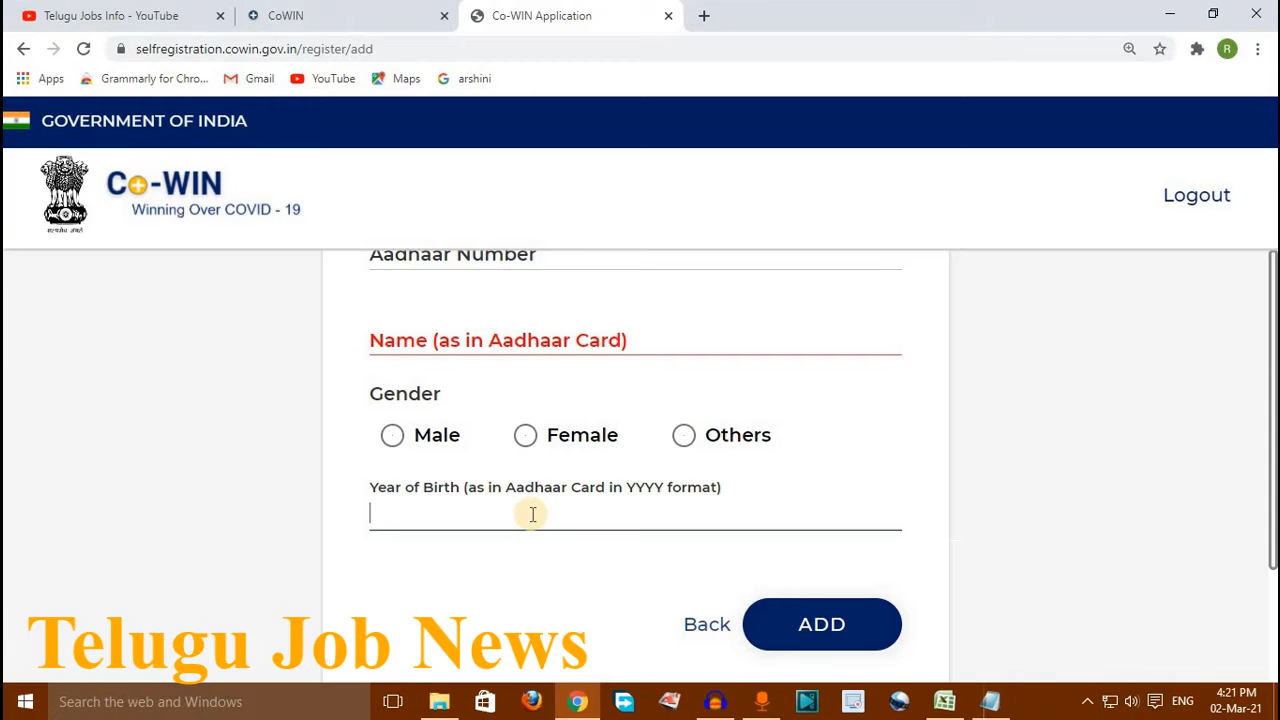 Telugu Jobs Info - YouTube
CoWIN
Co-WIN Application
selfregistration.cowin.gov.in/register/add
R
Apps
Grammarly for Chro...
Gmail
YouTube
Maps
arshini
GOVERNMENT OF INDIA
Co-WIN
Winning Over COVID - 19
सत्यमेव जयते
Logout
Aadhaar Number
Name (as in Aadhaar Card)
Gender
Male
Female
Others
Year of Birth (as in Aadhaar Card in YYYY format)
Back
ADD
Telugu Job News
Search the web and Windows
ENG
4:21 PM
02-Mar-21